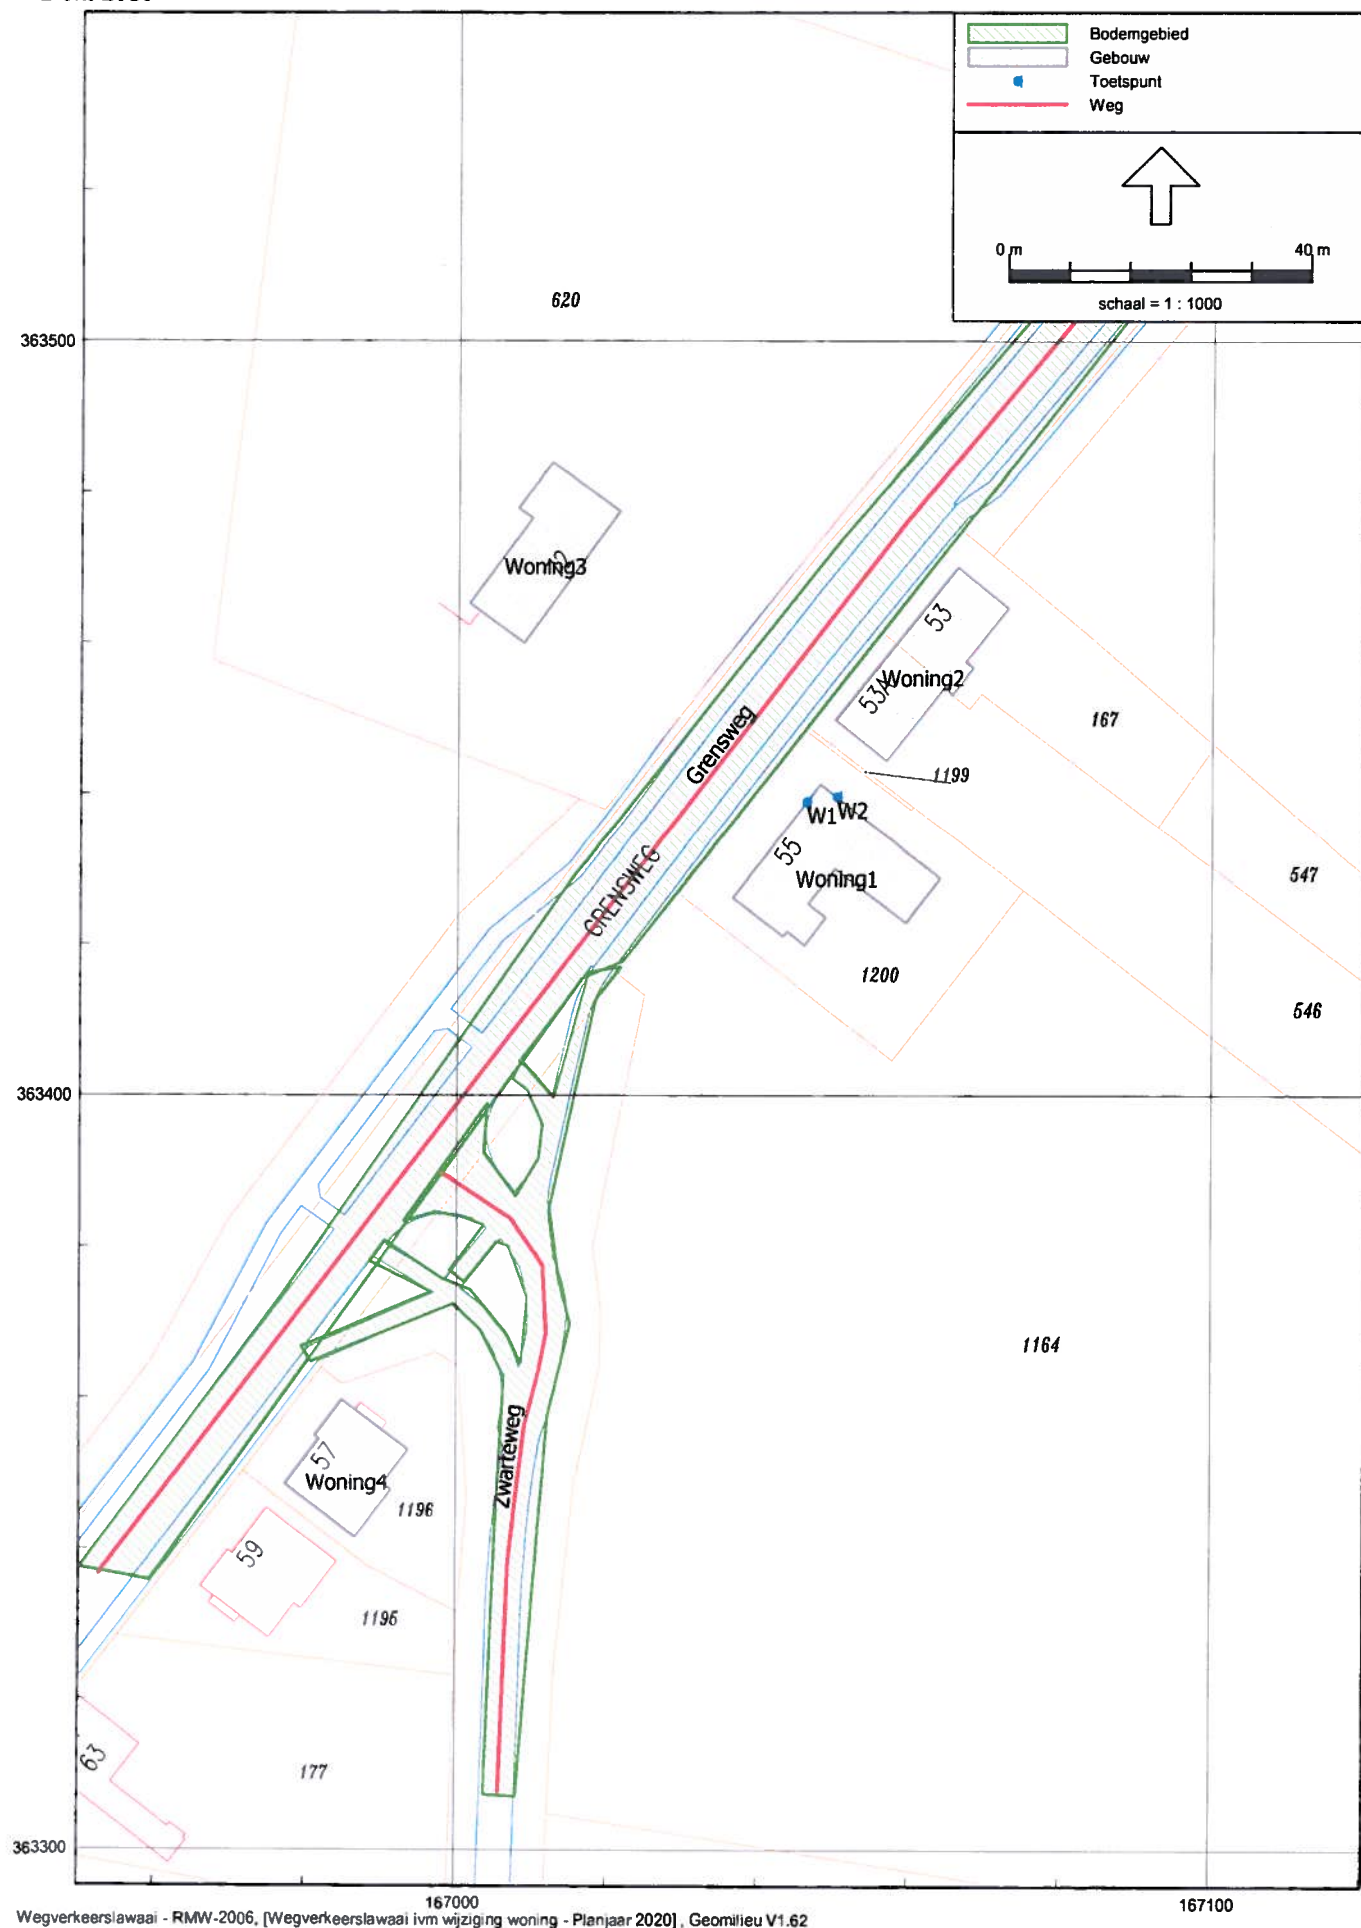 Bodemgebied
Gebouw
Toetspunt
Weg
0 m 40 m
schaal = 1 : 1000
620
363500
Woning3
53
53A
Woning2
167
Grensweg
1199
W1 W2
55
GRENSWEG
Woning1
547
1200
546
363400
1164
Zwarteweg
57
Woning4
1196
59
1195
63
177
363300
167000 167100
Wegverkeerslawaai - RMW-2006, [Wegverkeerslawaai ivm wijziging woning - Planjaar 2020] , Geomilieu V1.62